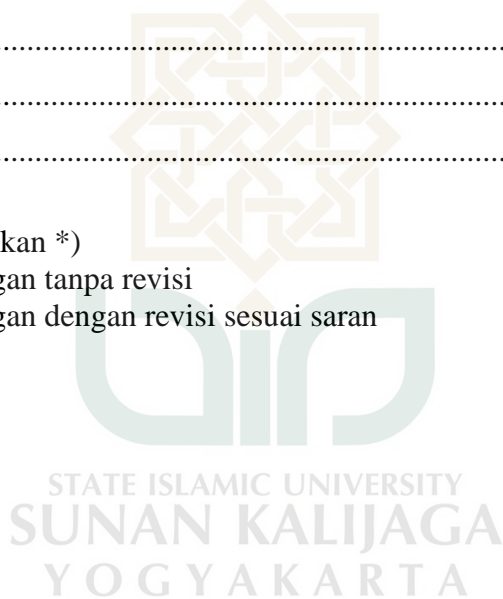 ................................................................................
................................................................................
................................................................................
kan *)
gan tanpa revisi
gan dengan revisi sesuai saran
STATE ISLAMIC UNIVERSITY
SUNAN KALIJAGA
YOGYAKARTA